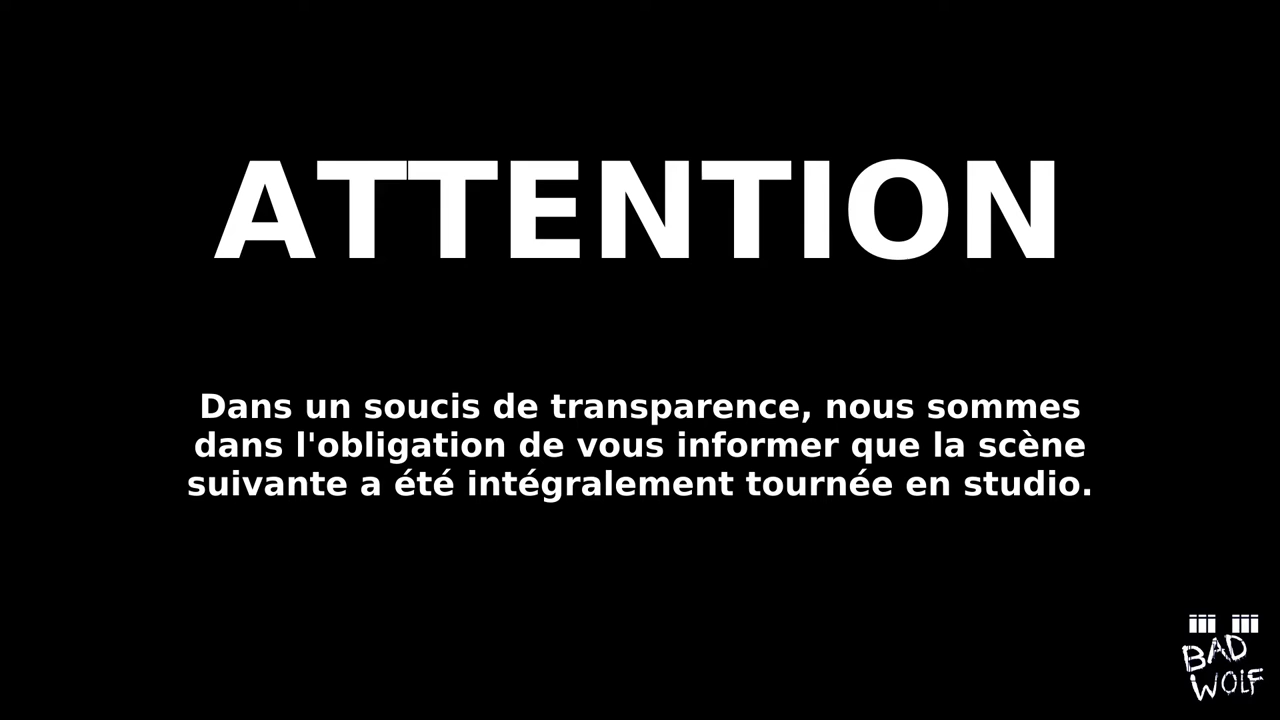 ATTENTION
Dans un soucis de transparence, nous sommes
dans l'obligation de vous informer que la scène
suivante a été intégralement tournée en studio.
BAD
WOLF